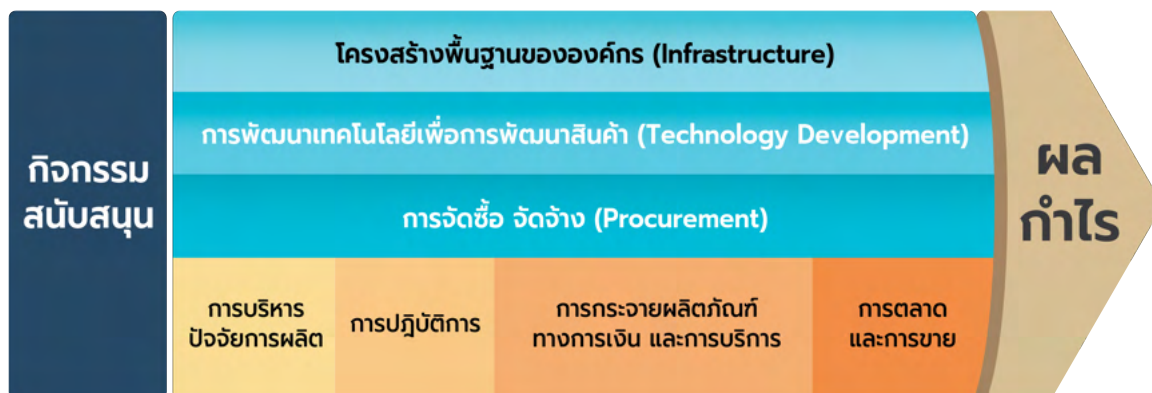 กิจกรรม
สนับสนุน
โครงสร้างพื้นฐานขององค์กร (Infrastructure)
การพัฒนาเทคโนโลยีเพื่อการพัฒนาสินค้า (Technology Development)
การจัดซื้อ จัดจ้าง (Procurement)
การบริหาร
ปัจจัยการผลิต
การปฎิบัติการ
การกระจายผลิตภัณฑ์
ทางการเงิน และการบริการ
การตลาด
และการขาย
ผล
กำไร